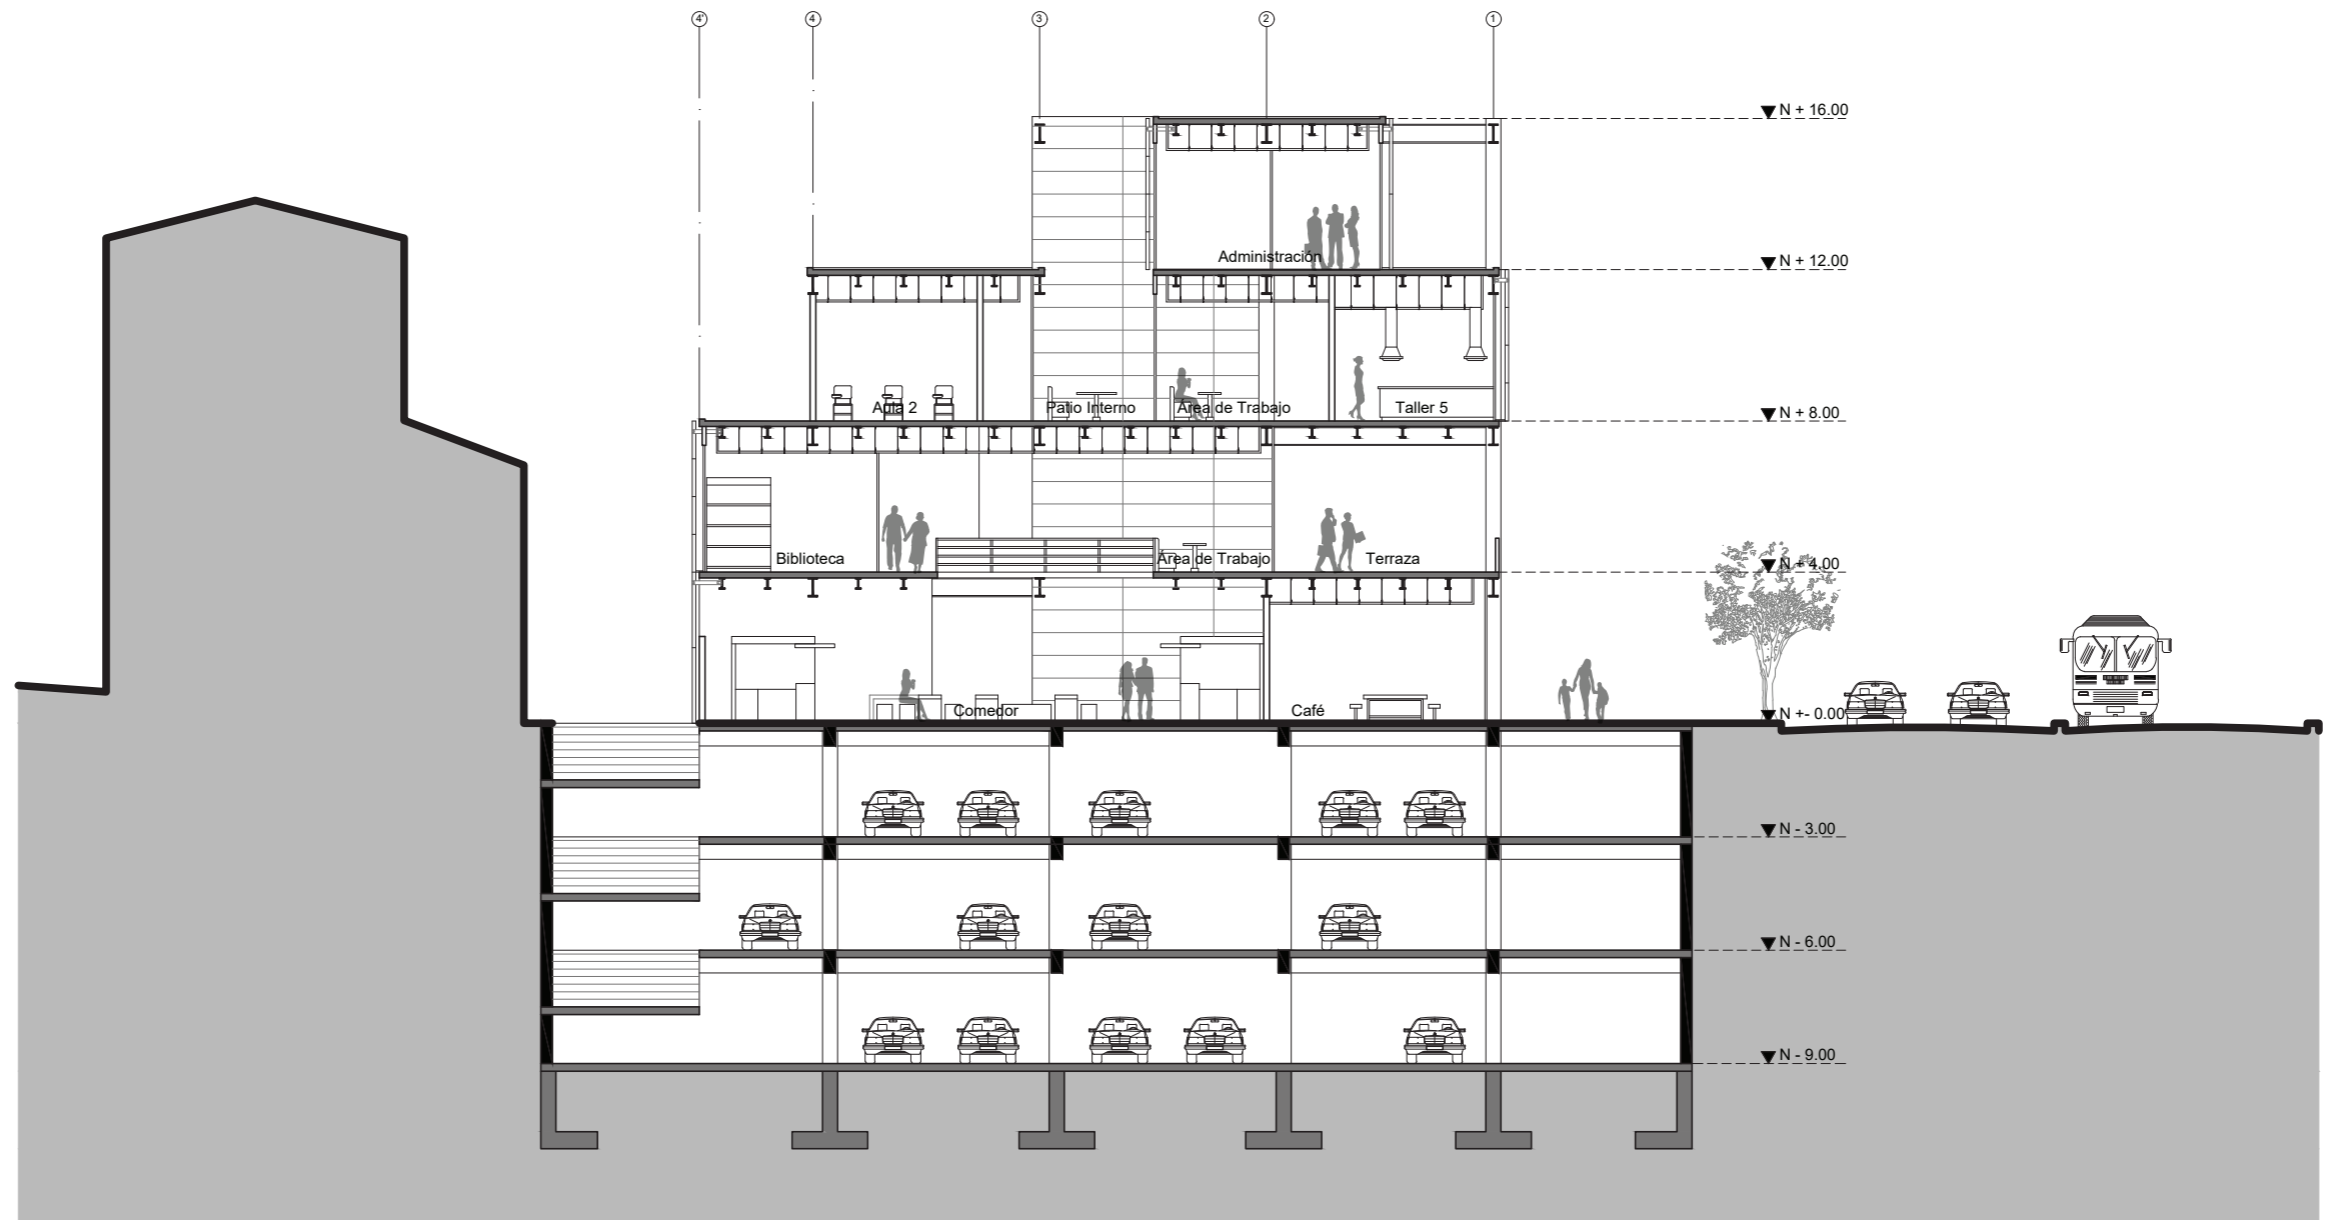 4' 4 3 2 1
N + 16.00
Administración
N + 12.00
Aula 2 Patio Interno Área de Trabajo Taller 5
N + 8.00
Biblioteca Área de Trabajo Terraza
N + 4.00
Comedor Café
N +- 0.00
N - 3.00
N - 6.00
N - 9.00